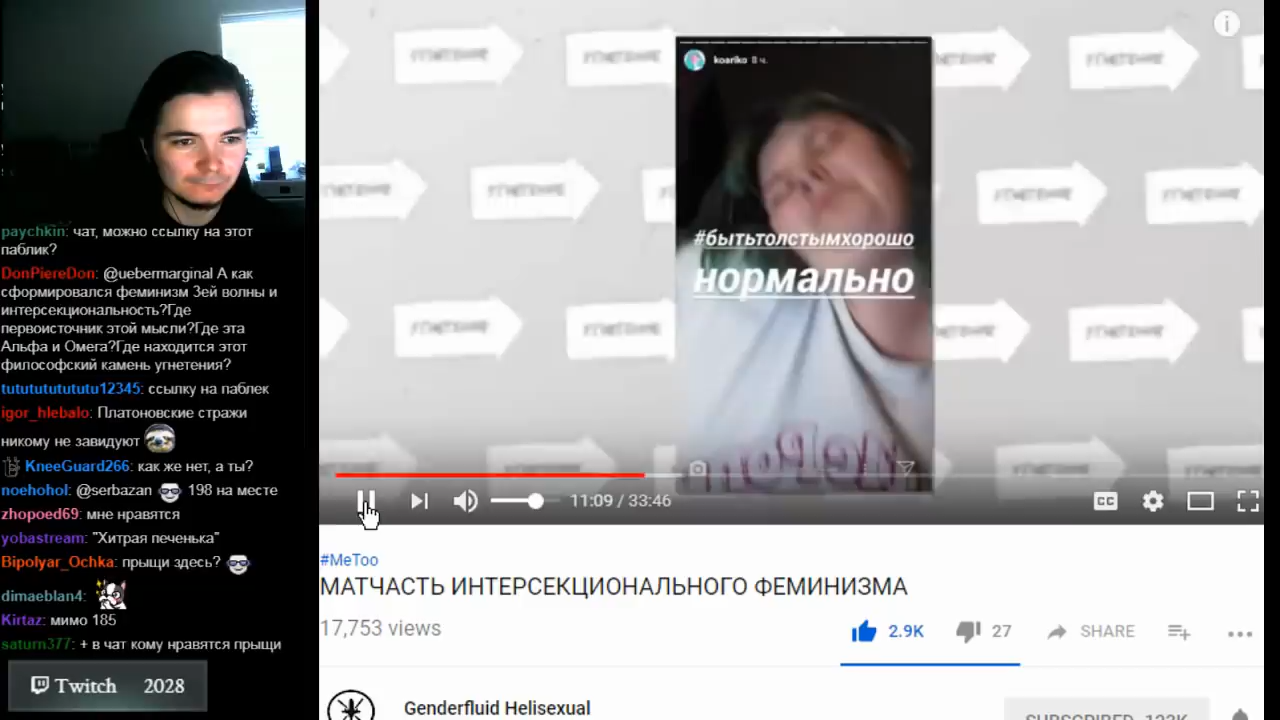 paychkin: чат, можно ссылку на этот
паблик?
DonPiereDon: @uebermarginal А как
сформировался феминизм 3ей волны и
интерсекциональность?Где
первоисточник этой мысли?Где эта
Альфа и Омега?Где находится этот
философский камень угнетения?
tutututututu12345: ссылку на паблек
igor_hlebalo: Платоновские стражи
никому не завидуют
KneeGuard266: как же нет, а ты?
noehohol: @serbazan 198 на месте
zhopoed69: мне нравятся
yobastream: "Хитрая печенька"
Bipolyar_Ochka: прыщи здесь?
dimaeblan4:
Kirtaz: мимо 185
saturn377: + в чат кому нравятся прыщи
Twitch 2028
koariko 8 ч.
#бытьтолстымхорошо
нормально
11:09 / 33:46
CC
#MeToo
МАТЧАСТЬ ИНТЕРСЕКЦИОНАЛЬНОГО ФЕМИНИЗМА
17,753 views
2.9K
27
SHARE
Genderfluid Helisexual
SUBSCRIBED 123K